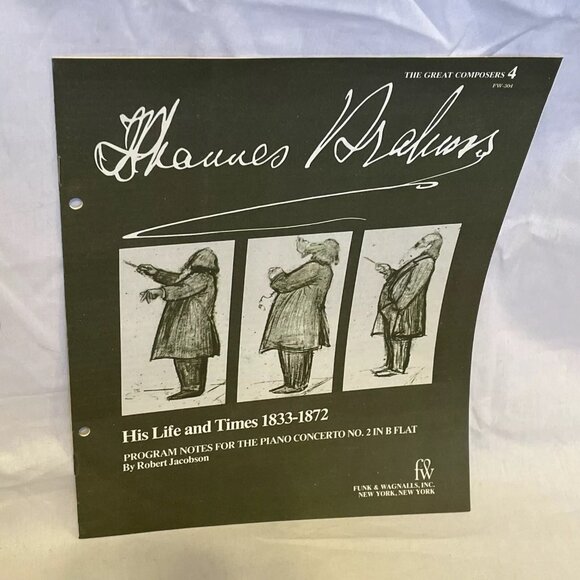 THE GREAT COMPOSERS 4
FW-304
Johannes Brahms
His Life and Times 1833-1872
PROGRAM NOTES FOR THE PIANO CONCERTO NO. 2 IN B FLAT
By Robert Jacobson
fw
FUNK & WAGNALLS, INC.
NEW YORK, NEW YORK